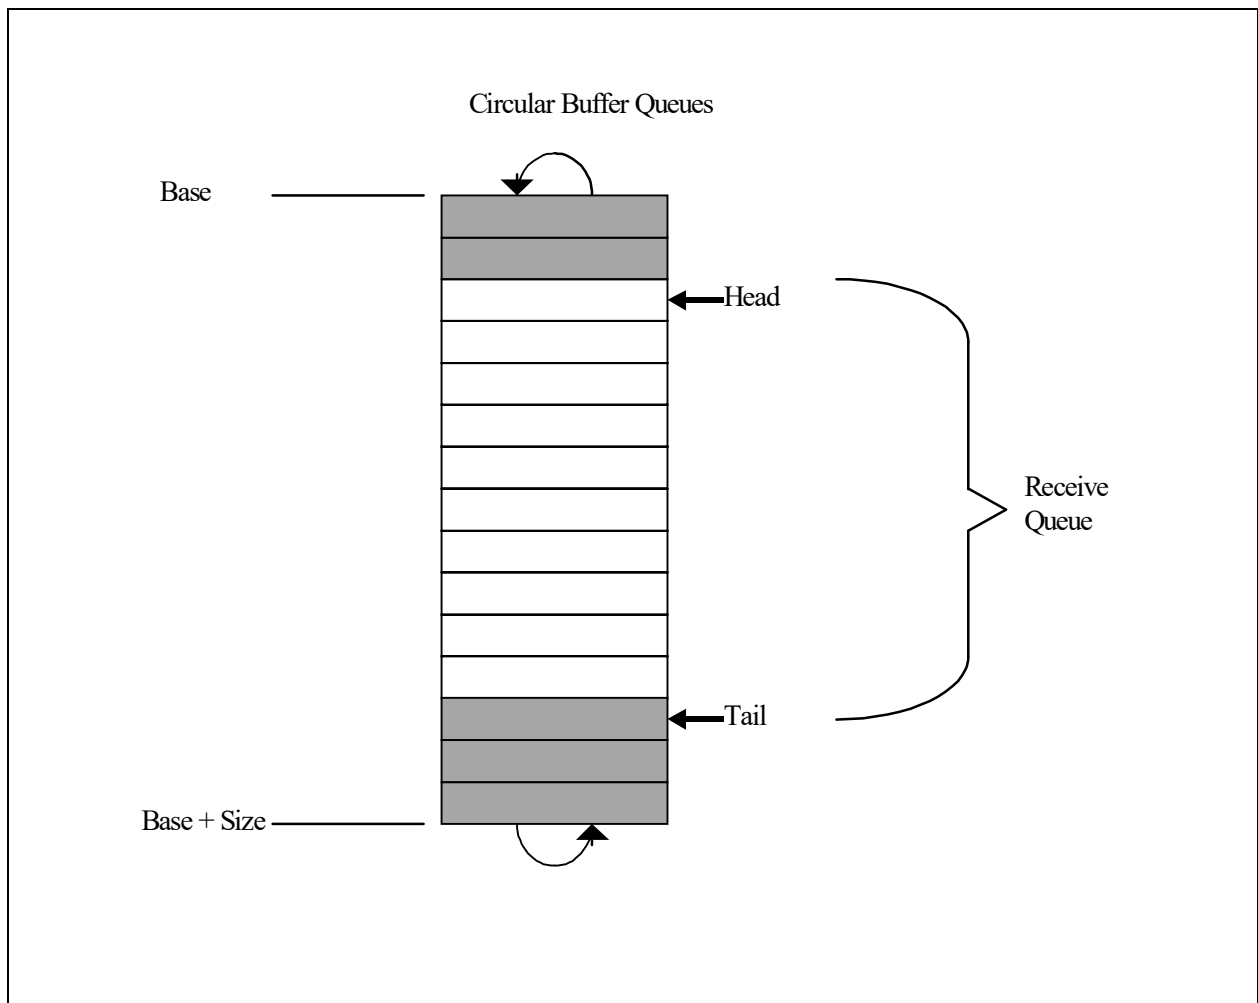 Circular Buffer Queues
Base
Head
Receive
Queue
Tail
Base + Size